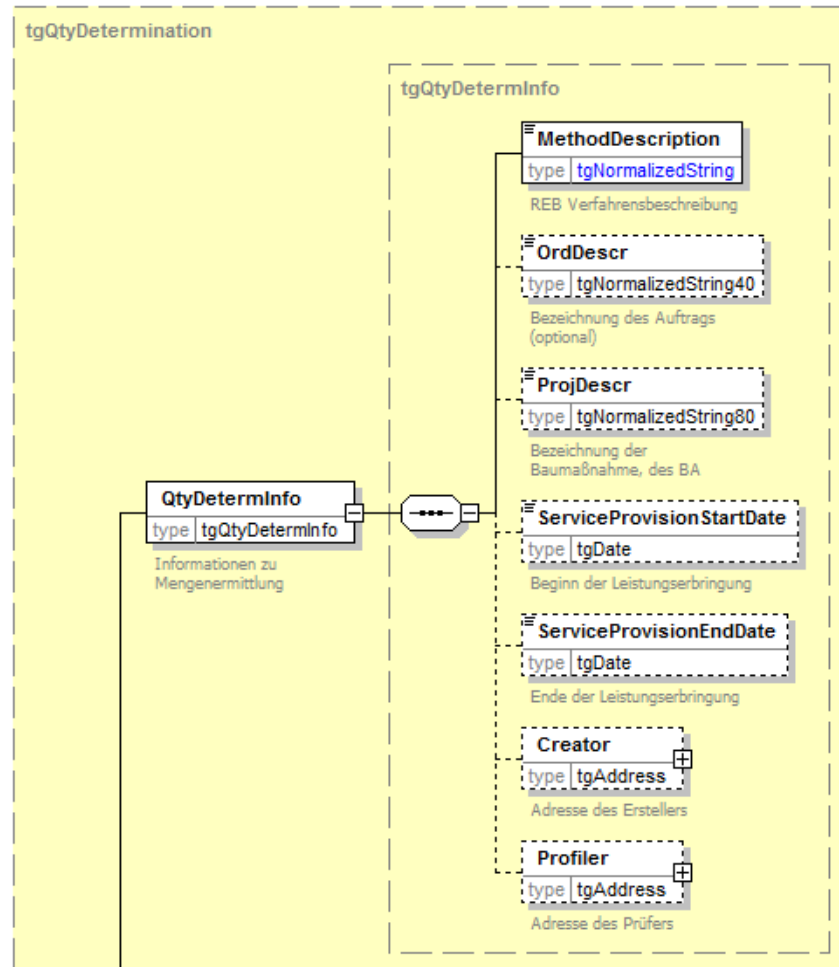 tgQtyDetermination
tgQtyDetermInfo
MethodDescription
type tgNormalizedString
REB Verfahrensbeschreibung
OrdDescr
type tgNormalizedString40
Bezeichnung des Auftrags
(optional)
ProjDescr
type tgNormalizedString80
Bezeichnung der
Baumaßnahme, des BA
QtyDetermInfo
type tgQtyDetermInfo
Informationen zu
Mengenermittlung
ServiceProvisionStartDate
type tgDate
Beginn der Leistungserbringung
ServiceProvisionEndDate
type tgDate
Ende der Leistungserbringung
Creator
type tgAddress
Adresse des Erstellers
Profiler
type tgAddress
Adresse des Prüfers